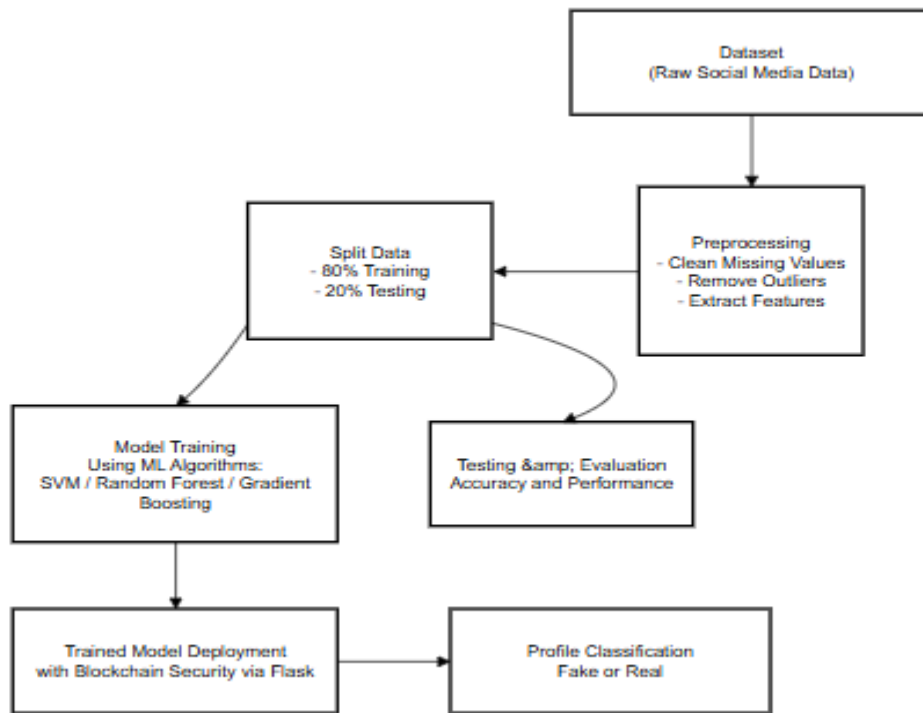 Dataset
(Raw Social Media Data)
Preprocessing
- Clean Missing Values
- Remove Outliers
- Extract Features
Split Data
- 80% Training
- 20% Testing
Model Training
Using ML Algorithms:
SVM / Random Forest / Gradient
Boosting
Testing &amp; Evaluation
Accuracy and Performance
Trained Model Deployment
with Blockchain Security via Flask
Profile Classification
Fake or Real